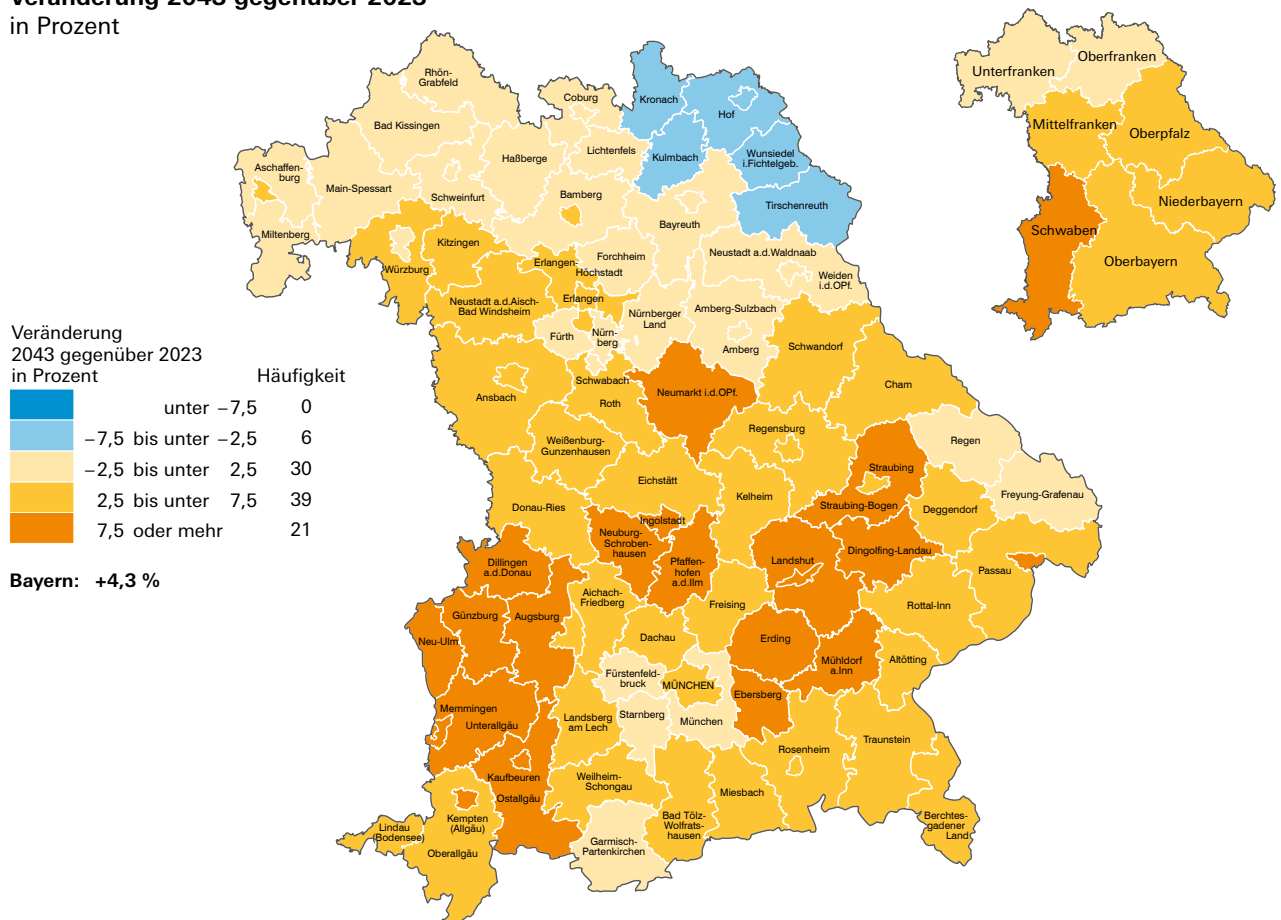 Veränderung 2043 gegenüber 2023
in Prozent
Rhön-
Grabfeld
Coburg
Kronach
Hof
Bad Kissingen
Lichtenfels
Kulmbach
Wunsiedel
i.Fichtelgeb.
Haßberge
Aschaffen-
burg
Main-Spessart
Schweinfurt
Bamberg
Tirschenreuth
Bayreuth
Miltenberg
Kitzingen
Würzburg
Erlangen-
Höchstadt
Forchheim
Neustadt a.d.Waldnaab
Weiden
i.d.OPf.
Neustadt a.d.Aisch-
Bad Windsheim
Erlangen
Fürth
Nürn-
berg
Nürnberger
Land
Amberg-Sulzbach
Amberg
Schwandorf
Ansbach
Schwabach
Roth
Neumarkt i.d.OPf.
Cham
Weißenburg-
Gunzenhausen
Regensburg
Regen
Straubing
Freyung-Grafenau
Eichstätt
Kelheim
Straubing-Bogen
Deggendorf
Donau-Ries
Ingolstadt
Neuburg-
Schroben-
hausen
Pfaffen-
hofen
a.d.Ilm
Landshut
Dingolfing-Landau
Passau
Dillingen
a.d.Donau
Aichach-
Friedberg
Freising
Rottal-Inn
Günzburg
Augsburg
Neu-Ulm
Dachau
Erding
Mühldorf
a.Inn
Altötting
Fürstenfeld-
bruck
MÜNCHEN
Ebersberg
Memmingen
Unterallgäu
Landsberg
am Lech
Starnberg
München
Rosenheim
Traunstein
Kaufbeuren
Ostallgäu
Weilheim-
Schongau
Miesbach
Bad Tölz-
Wolfrats-
hausen
Berchtes-
gadener
Land
Kempten
(Allgäu)
Lindau
(Bodensee)
Oberallgäu
Garmisch-
Partenkirchen
Unterfranken
Oberfranken
Mittelfranken
Oberpfalz
Niederbayern
Schwaben
Oberbayern
Veränderung
2043 gegenüber 2023
in Prozent Häufigkeit
unter −7,5 0
−7,5 bis unter −2,5 6
−2,5 bis unter 2,5 30
2,5 bis unter 7,5 39
7,5 oder mehr 21
Bayern: +4,3 %